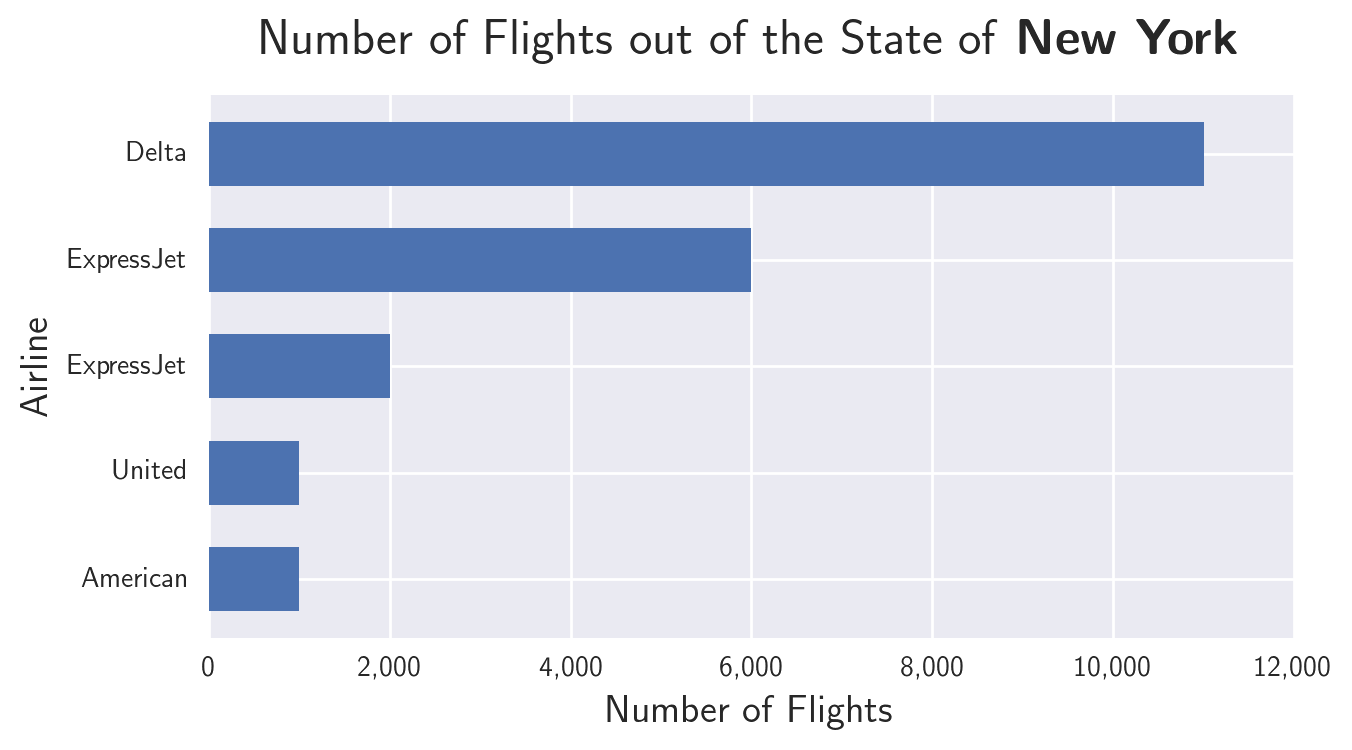 Number of Flights out of the State of New York
Delta
ExpressJet
ExpressJet
United
American
Airline
0 2,000 4,000 6,000 8,000 10,000 12,000
Number of Flights